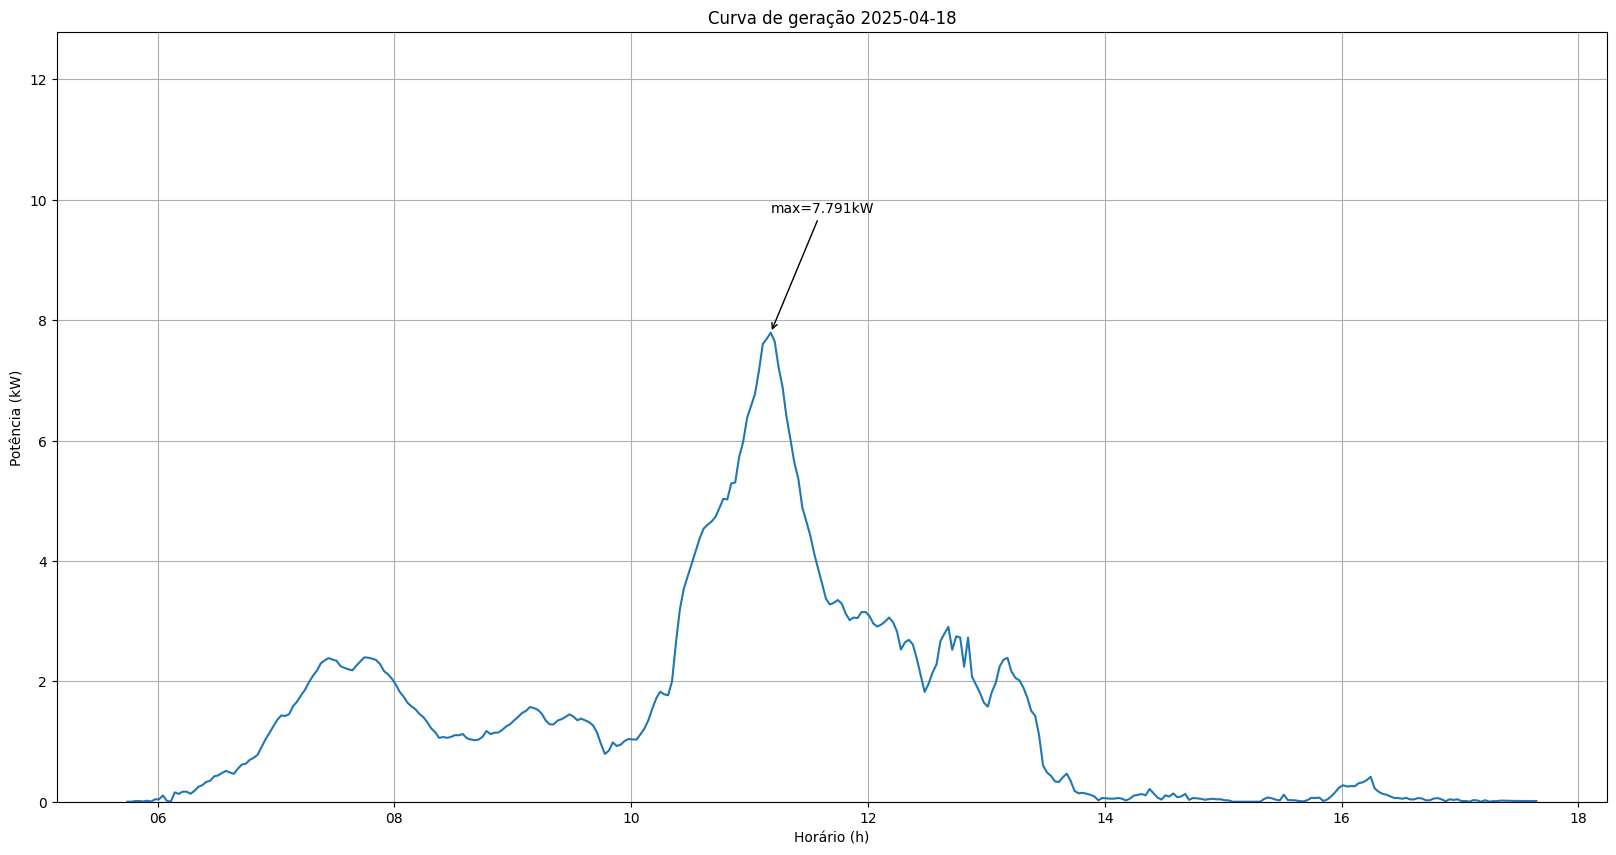 Curva de geração 2025-04-18
12
10
8
6
4
2
0
max=7.791kW
Potência (kW)
06 08 10 12 14 16 18
Horário (h)